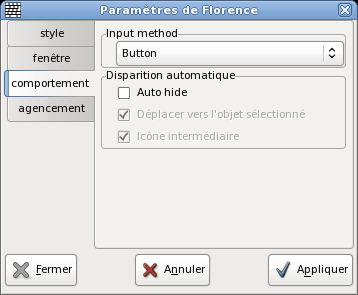 Paramètres de Florence
style
fenêtre
comportement
agencement
Input method
Button
Disparition automatique
Auto hide
Déplacer vers l'objet sélectionné
Icône intermédiaire
Fermer
Annuler
Appliquer